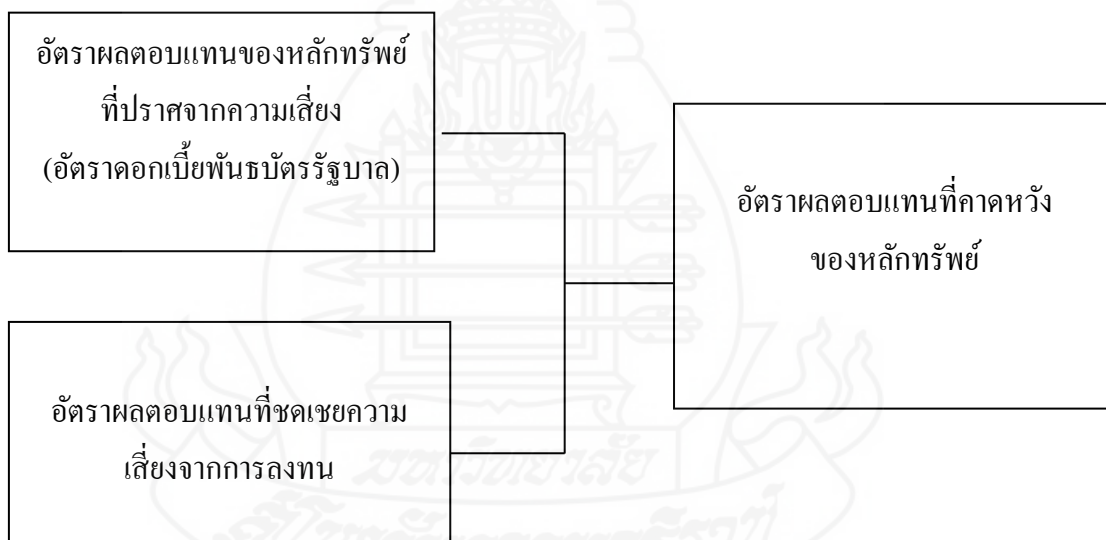 อัตราผลตอบแทนของหลักทรัพย์
ที่ปราศจากความเสี่ยง
(อัตราดอกเบี้ยพันธบัตรรัฐบาล)
อัตราผลตอบแทนที่คาดหวัง
ของหลักทรัพย์
อัตราผลตอบแทนที่ชดเชยความ
เสี่ยงจากการลงทน